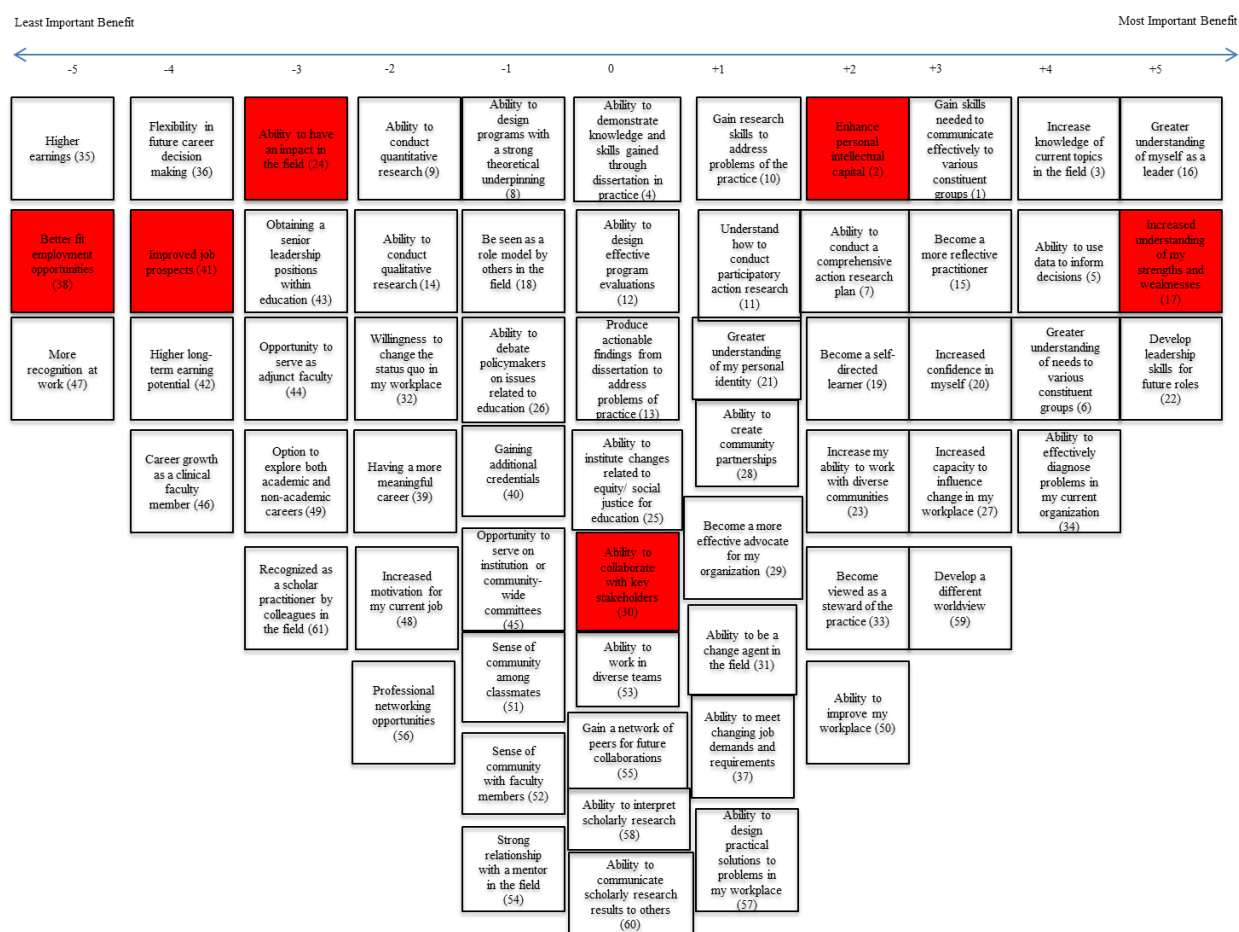 Least Important Benefit
Most Important Benefit
-5
-4
-3
-2
-1
0
+1
+2
+3
+4
+5
Higher
earnings (35)
Better fit
employment
opportunities
(38)
More
recognition at
work (47)
Flexibility in
future career
decision
making (36)
Improved job
prospects (41)
Higher long-
term earning
potential (42)
Career growth
as a clinical
faculty
member (46)
Ability to have
an impact in
the field (24)
Obtaining a
senior
leadership
positions
within
education (43)
Opportunity to
serve as
adjunct faculty
(44)
Option to
explore both
academic and
non-academic
careers (49)
Recognized as
a scholar
practitioner by
colleagues in
the field (61)
Ability to
conduct
quantitative
research (9)
Ability to
conduct
qualitative
research (14)
Willingness to
change the
status quo in
my workplace
(32)
Having a more
meaningful
career (39)
Increased
motivation for
my current job
(48)
Professional
networking
opportunities
(56)
Ability to
design
programs with
a strong
theoretical
underpinning
(8)
Be seen as a
role model by
others in the
field (18)
Ability to
debate
policymakers
on issues
related to
education (26)
Gaining
additional
credentials
(40)
Opportunity to
serve on
institution or
community-
wide
committees
(45)
Sense of
community
among
classmates
(51)
Sense of
community
with faculty
members (52)
Strong
relationship
with a mentor
in the field
(54)
Ability to
demonstrate
knowledge and
skills gained
through
dissertation in
practice (4)
Ability to
design
effective
program
evaluations
(12)
Produce
actionable
findings from
dissertation to
address
problems of
practice (13)
Ability to
institute changes
related to
equity/ social
justice for
education (25)
Ability to
collaborate
with key
stakeholders
(30)
Ability to
work in
diverse teams
(53)
Gain a network of
peers for future
collaborations
(55)
Ability to interpret
scholarly research
(58)
Ability to
communicate
scholarly research
results to others
(60)
Gain research
skills to
address
problems of the
practice (10)
Understand
how to
conduct
participatory
action research
(11)
Greater
understanding
of my personal
identity (21)
Ability to
create
community
partnerships
(28)
Become a more
effective advocate
for my
organization (29)
Ability to be a
change agent in
the field (31)
Ability to meet
changing job
demands and
requirements
(37)
Ability to
design
practical
solutions to
problems in
my workplace
(57)
Enhance
personal
intellectual
capital (2)
Ability to
conduct a
comprehensive
action research
plan (7)
Become a self-
directed
learner (19)
Increase my
ability to work
with diverse
communities
(23)
Become
viewed as a
steward of the
practice (33)
Ability to
improve my
workplace (50)
Gain skills
needed to
communicate
effectively to
various
constituent
groups (1)
Become a
more reflective
practitioner
(15)
Increased
confidence in
myself (20)
Increased
capacity to
influence
change in my
workplace (27)
Develop a
different
worldview
(59)
Increase
knowledge of
current topics
in the field (3)
Ability to use
data to inform
decisions (5)
Greater
understanding
of needs to
various
constituent
groups (6)
Ability to
effectively
diagnose
problems in
my current
organization
(34)
Greater
understanding
of myself as a
leader (16)
Increased
understanding
of my
strengths and
weaknesses
(17)
Develop
leadership
skills for
future roles
(22)